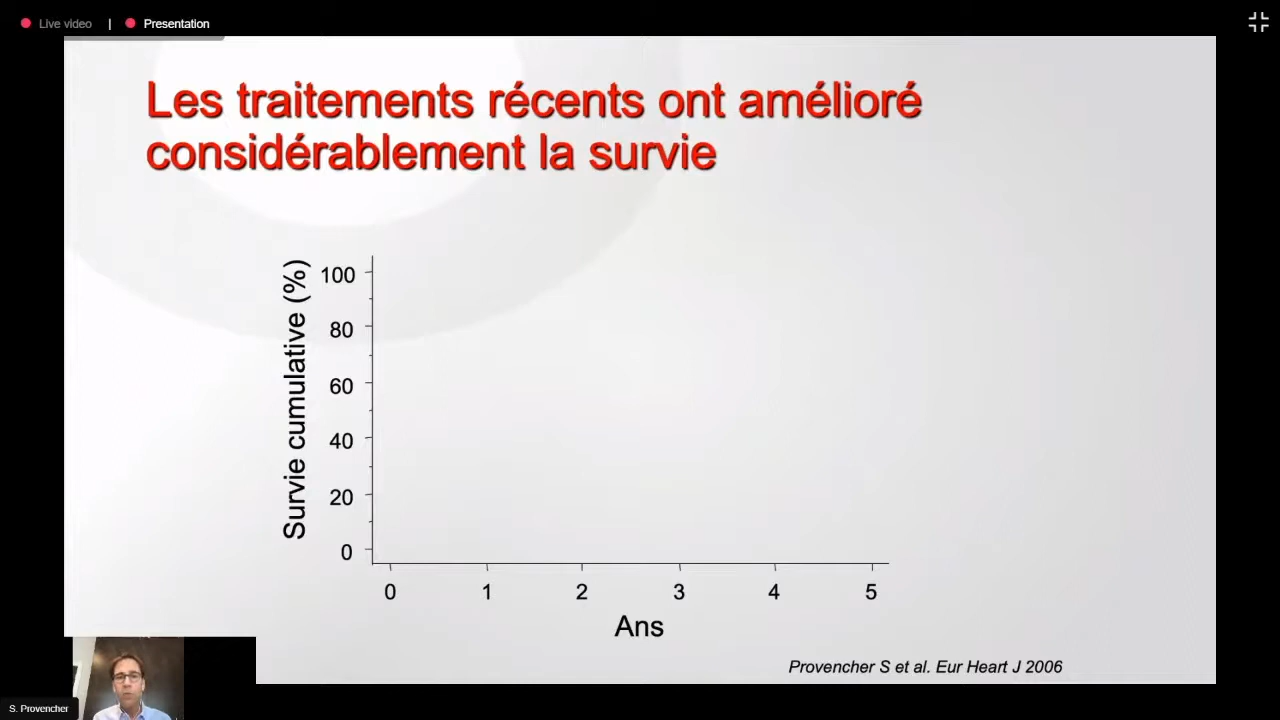 Live video | Presentation
Les traitements récents ont amélioré
considérablement la survie
Survie cumulative (%)
100
80
60
40
20
0
0 1 2 3 4 5
Ans
Provencher S et al. Eur Heart J 2006
S. Provencher